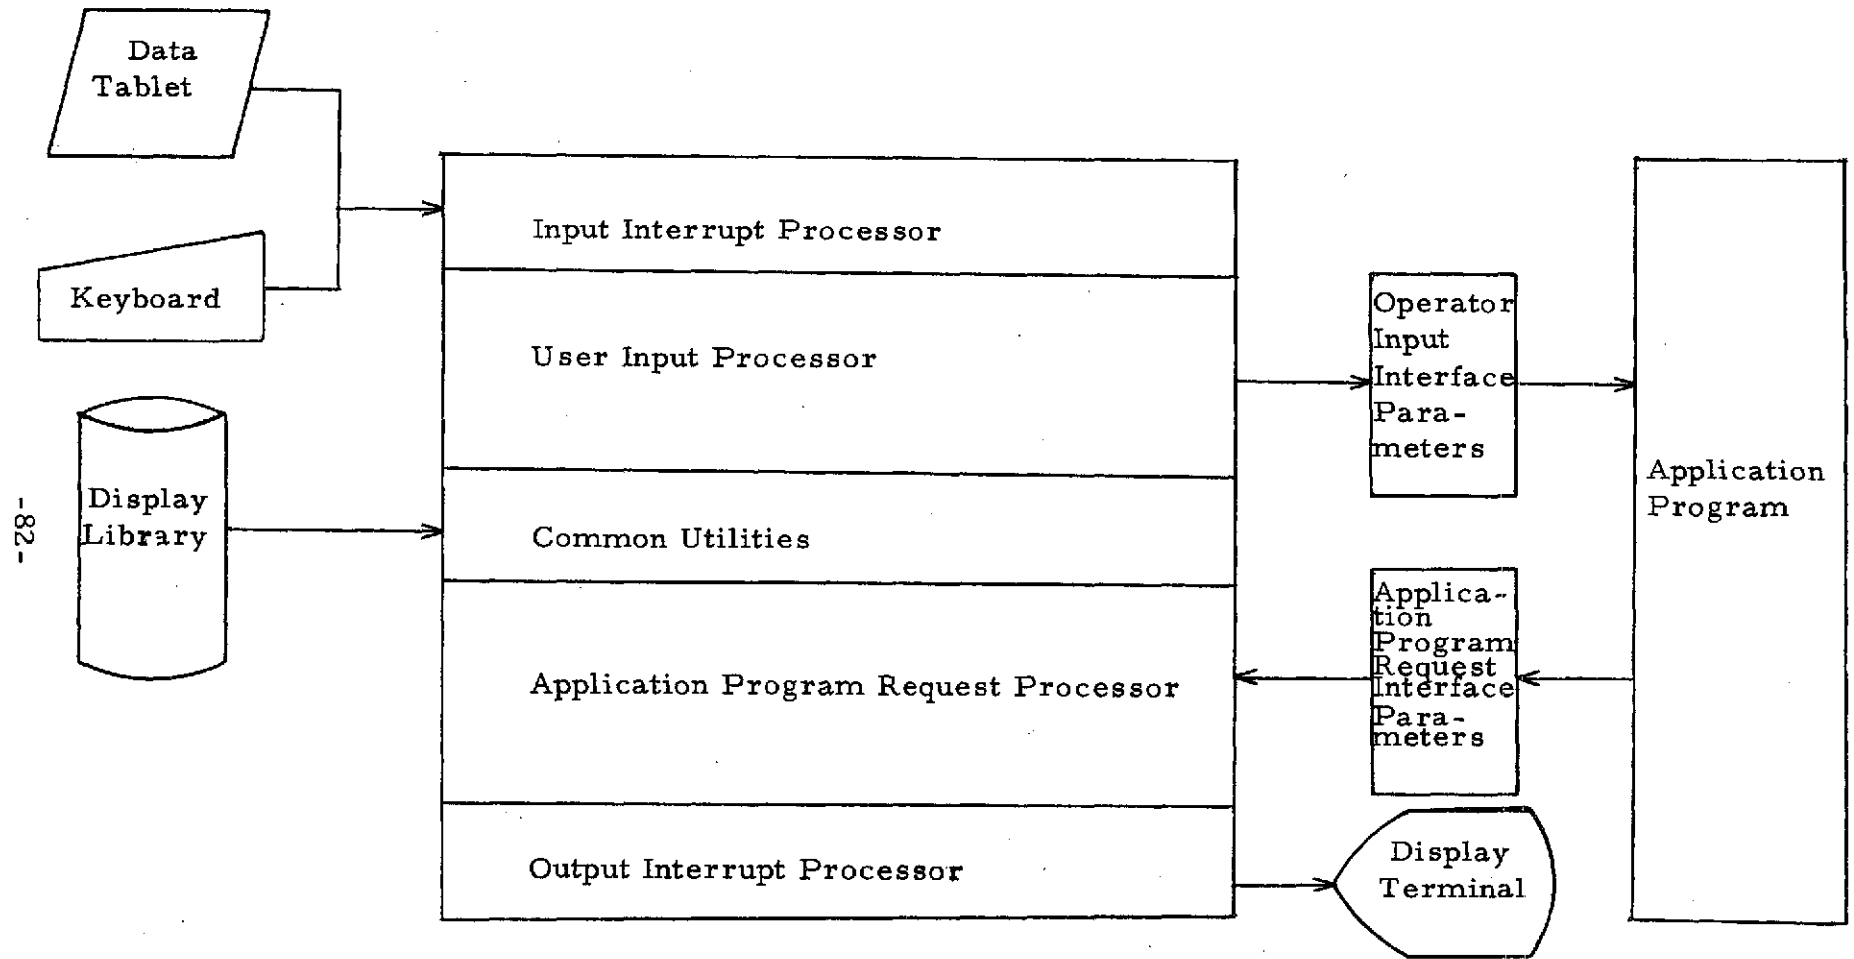 Data
Tablet
Keyboard
Display
Library
-82-
Input Interrupt Processor
User Input Processor
Common Utilities
Application Program Request Processor
Output Interrupt Processor
Operator
Input
Interface
Para-
meters
Applica-
tion
Program
Request
Interface
Para-
meters
Display
Terminal
Application
Program